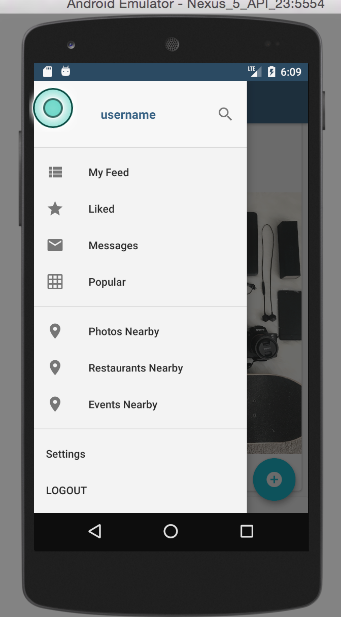 Android Emulator - Nexus_5_API_23:5554
LTE 6:09
username
My Feed
Liked
Messages
Popular
Photos Nearby
Restaurants Nearby
Events Nearby
Settings
LOGOUT